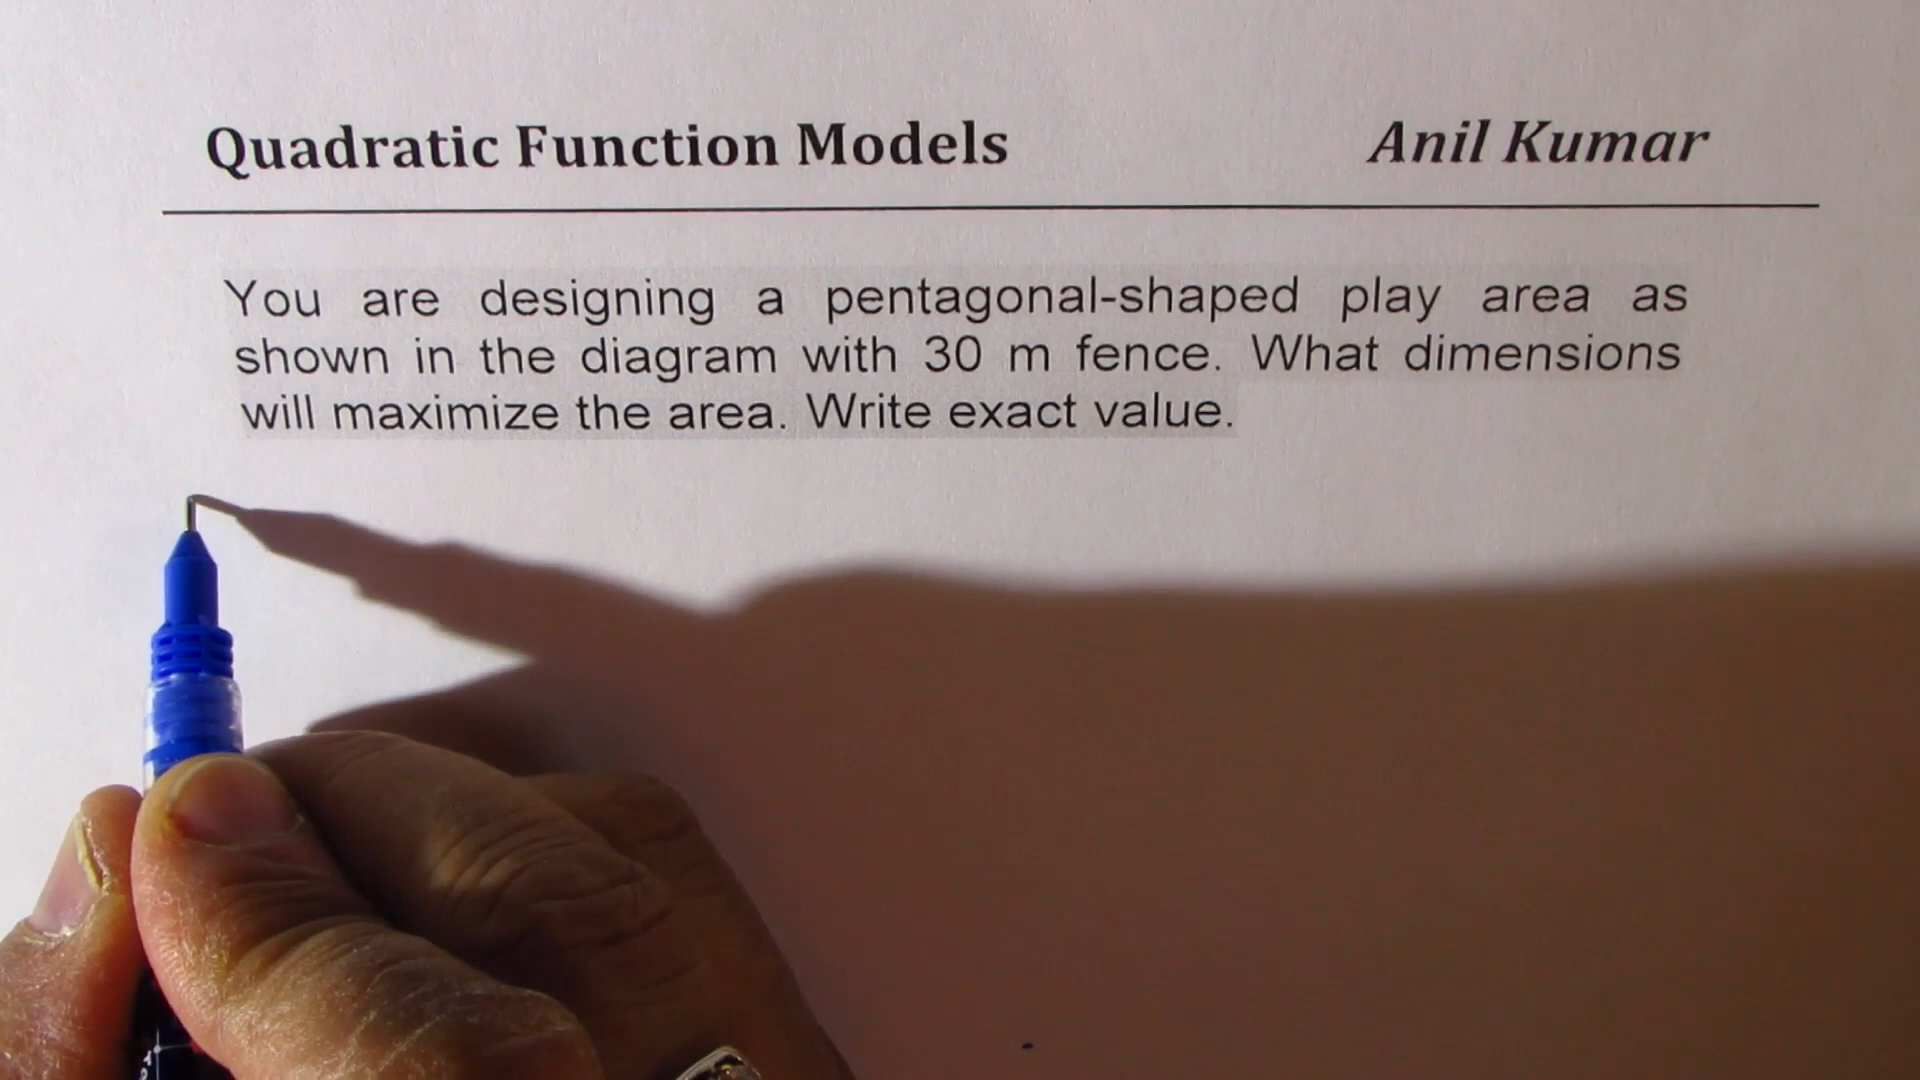 Quadratic Function Models Anil Kumar
You are designing a pentagonal-shaped play area as
shown in the diagram with 30 m fence. What dimensions
will maximize the area. Write exact value.